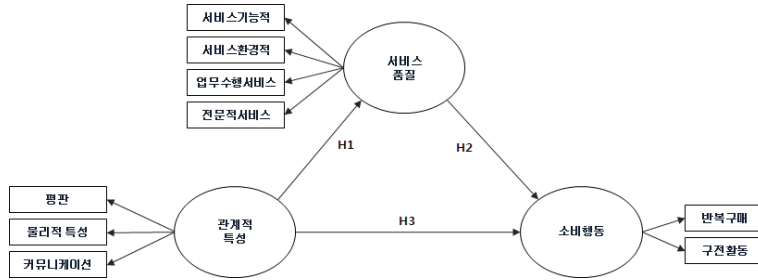 서비스기능적
서비스환경적
업무수행서비스
전문적서비스
서비스
품질
H1
H2
평판
물리적 특성
커뮤니케이션
관계적
특성
H3
소비행동
반복구매
구전활동